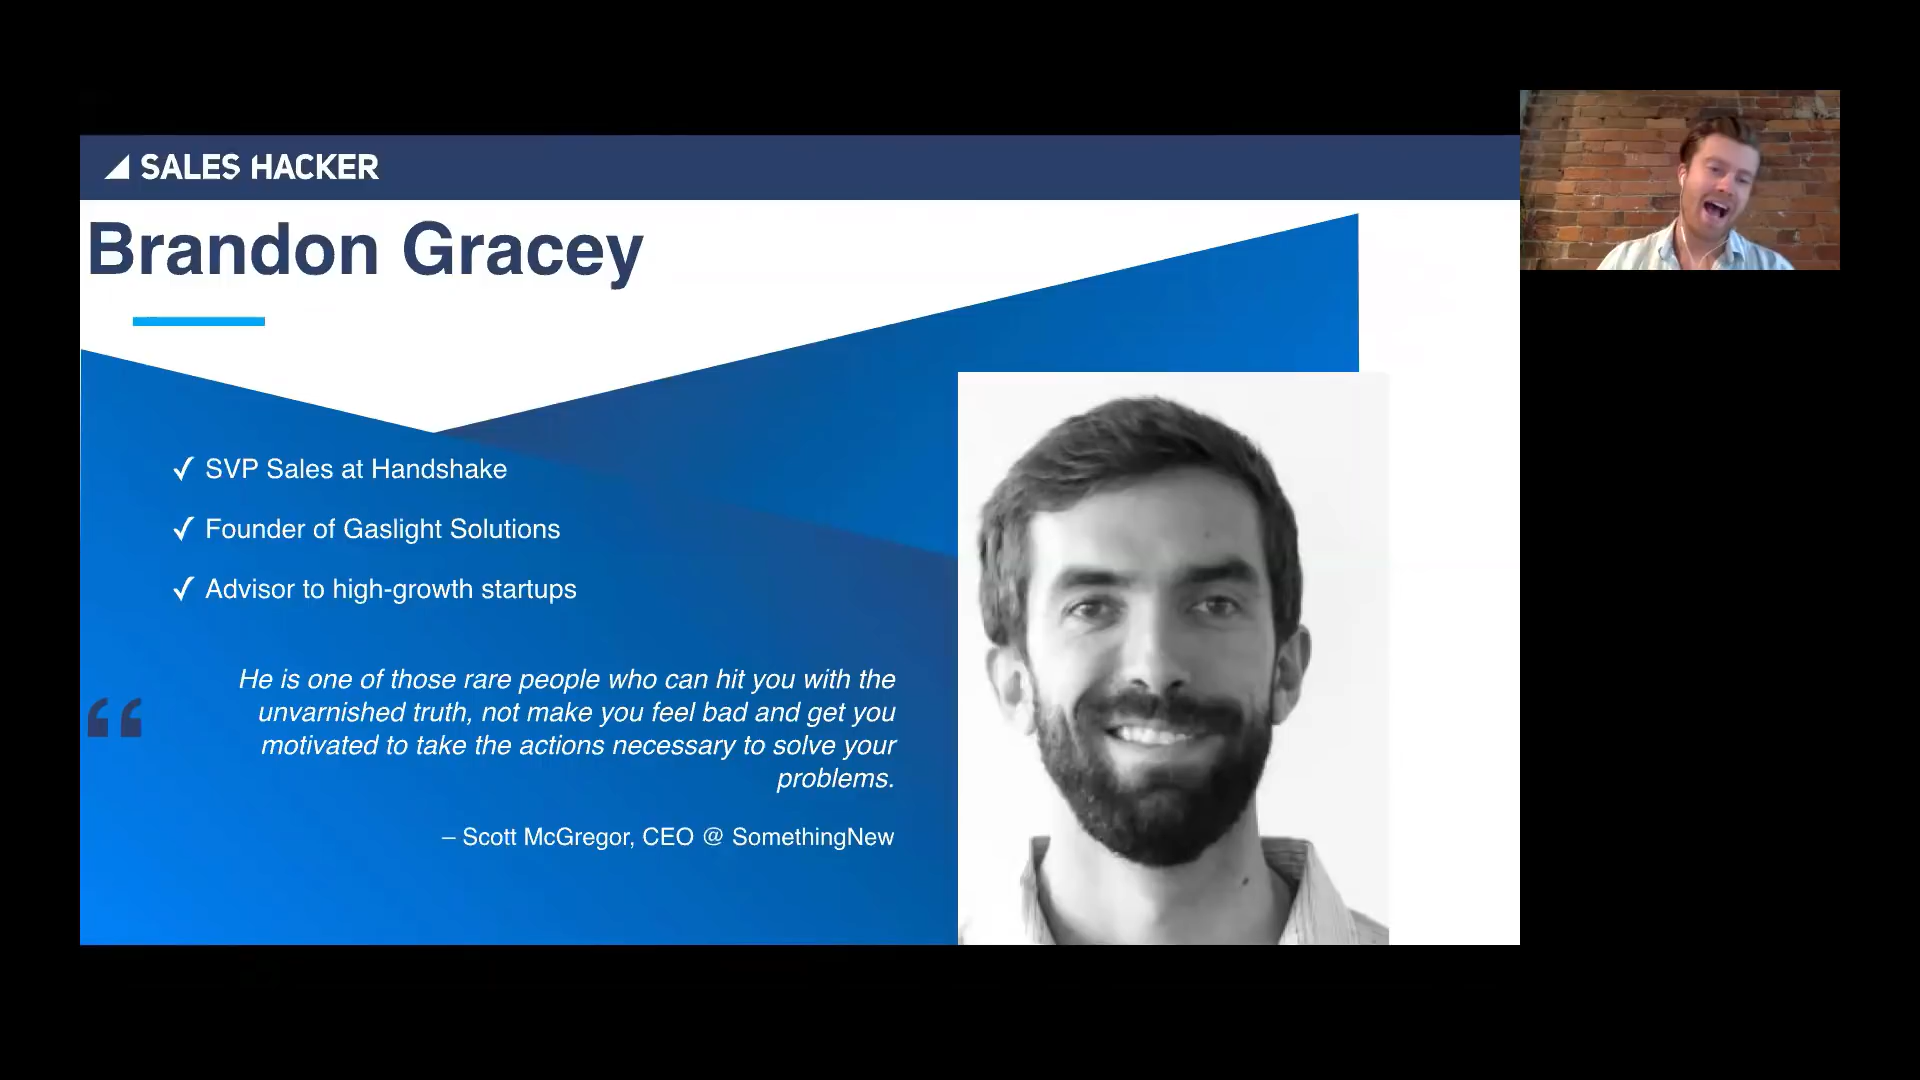 SALES HACKER
Brandon Gracey
✓ SVP Sales at Handshake
✓ Founder of Gaslight Solutions
✓ Advisor to high-growth startups
“
He is one of those rare people who can hit you with the
unvarnished truth, not make you feel bad and get you
motivated to take the actions necessary to solve your
problems.
– Scott McGregor, CEO @ SomethingNew